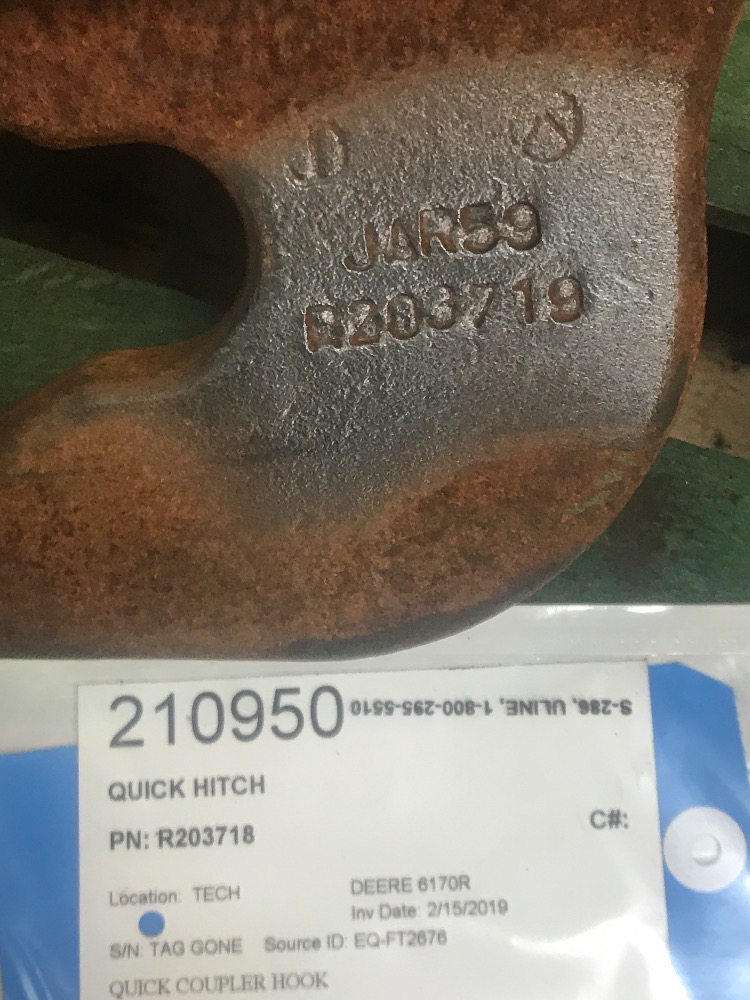 JAR59
R203719
210950
S-286, ULINE, 1-800-295-5510
QUICK HITCH
PN: R203718
C#:
Location: TECH
DEERE 6170R
Inv Date: 2/15/2019
S/N: TAG GONE Source ID: EQ-FT2676
QUICK COUPLER HOOK